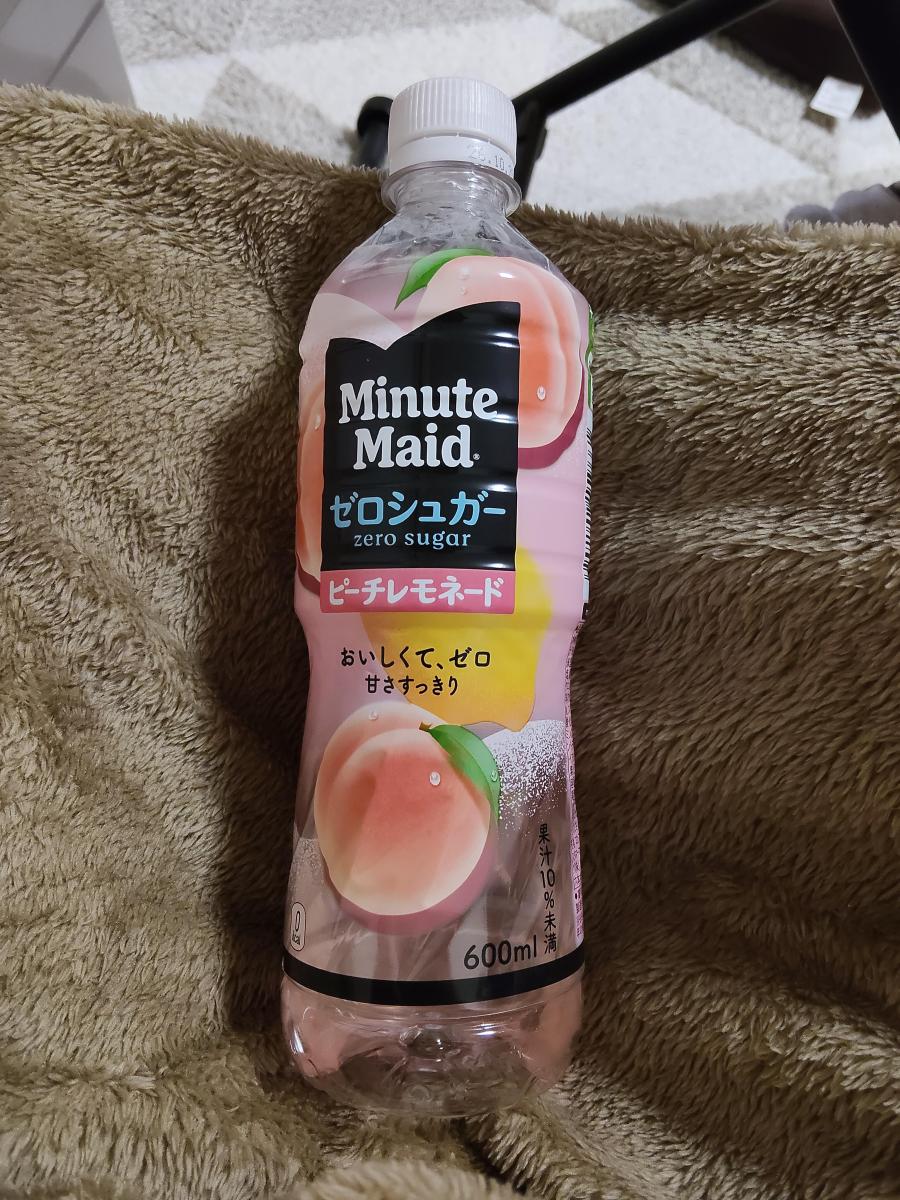 Minute
Maid®
ゼロシュガー
zero sugar
ピーチレモネード
おいしくて、ゼロ
甘さすっきり
果汁10%未満
0
kcal
600ml